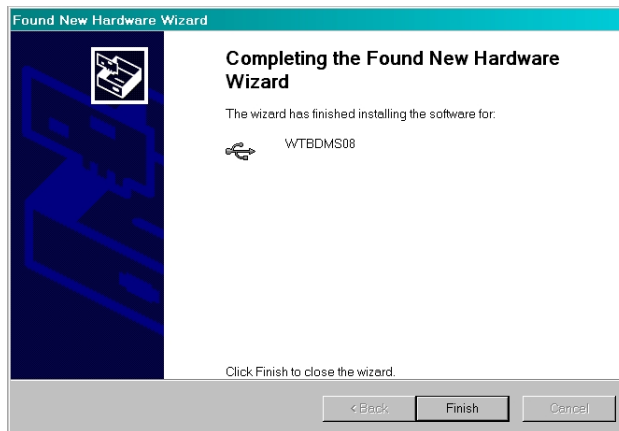 Found New Hardware Wizard
Completing the Found New Hardware
Wizard
The wizard has finished installing the software for:
WTBDMS08
Click Finish to close the wizard.
< Back
Finish
Cancel